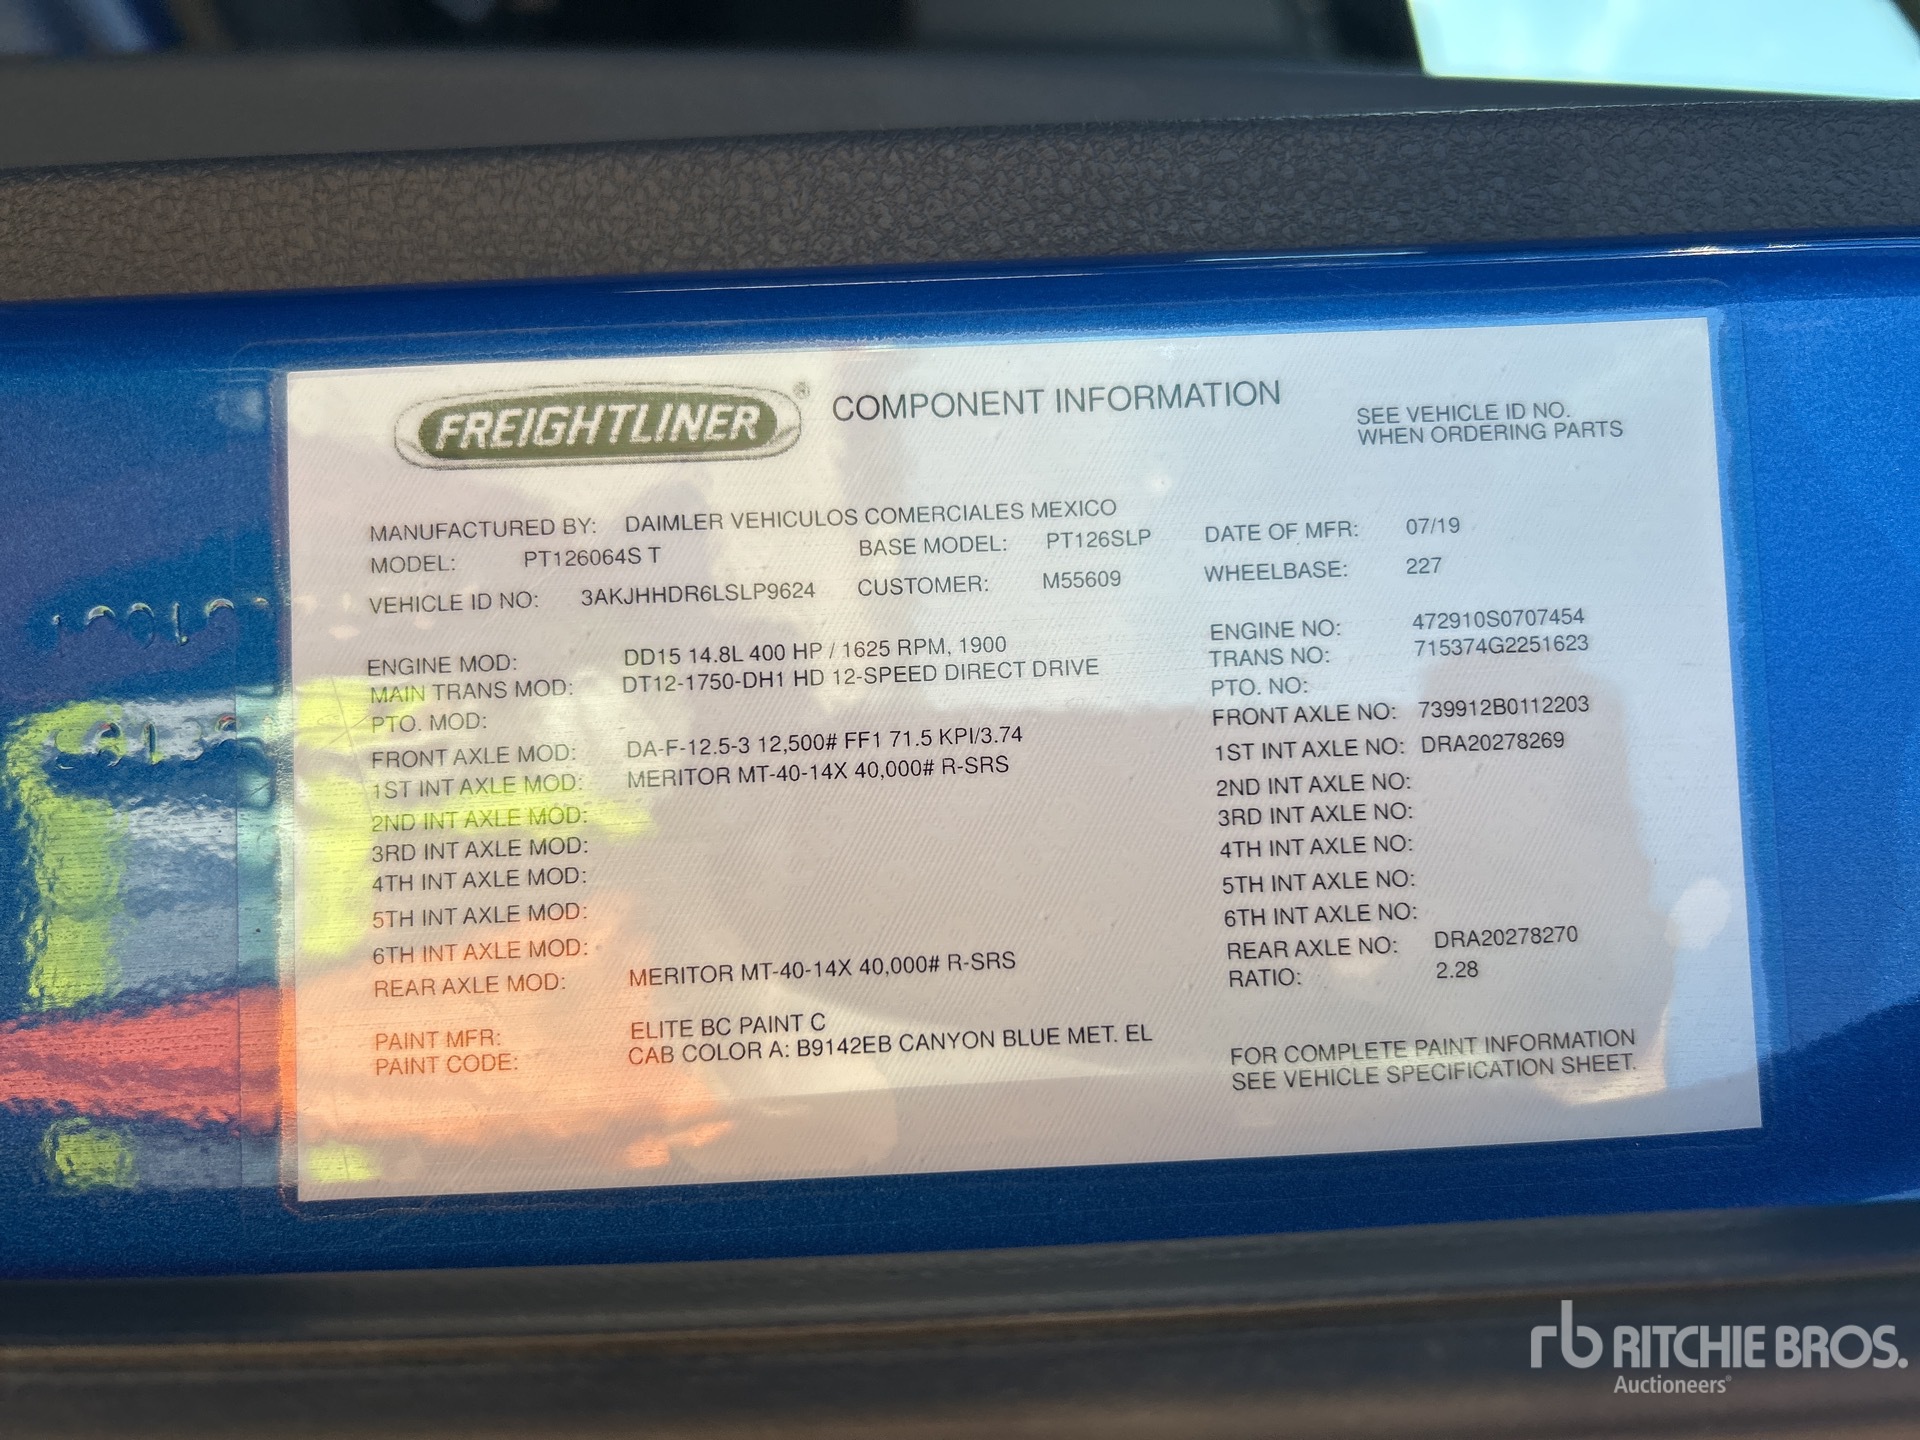 FREIGHTLINER® COMPONENT INFORMATION
SEE VEHICLE ID NO.
WHEN ORDERING PARTS
MANUFACTURED BY: DAIMLER VEHICULOS COMERCIALES MEXICO
MODEL: PT126064S T BASE MODEL: PT126SLP DATE OF MFR: 07/19
VEHICLE ID NO: 3AKJHHDR6LSLP9624 CUSTOMER: M55609 WHEELBASE: 227
ENGINE MOD: DD15 14.8L 400 HP / 1625 RPM, 1900 ENGINE NO: 472910S0707454
MAIN TRANS MOD: DT12-1750-DH1 HD 12-SPEED DIRECT DRIVE TRANS NO: 715374G2251623
PTO. MOD: PTO. NO:
FRONT AXLE MOD: DA-F-12.5-3 12,500# FF1 71.5 KPI/3.74 FRONT AXLE NO: 739912B0112203
1ST INT AXLE MOD: MERITOR MT-40-14X 40,000# R-SRS 1ST INT AXLE NO: DRA20278269
2ND INT AXLE MOD: 2ND INT AXLE NO:
3RD INT AXLE MOD: 3RD INT AXLE NO:
4TH INT AXLE MOD: 4TH INT AXLE NO:
5TH INT AXLE MOD: 5TH INT AXLE NO:
6TH INT AXLE MOD: 6TH INT AXLE NO:
REAR AXLE MOD: MERITOR MT-40-14X 40,000# R-SRS REAR AXLE NO: DRA20278270
RATIO: 2.28
PAINT MFR: ELITE BC PAINT C
PAINT CODE: CAB COLOR A: B9142EB CANYON BLUE MET. EL
FOR COMPLETE PAINT INFORMATION
SEE VEHICLE SPECIFICATION SHEET.
rb RITCHIE BROS.
Auctioneers®